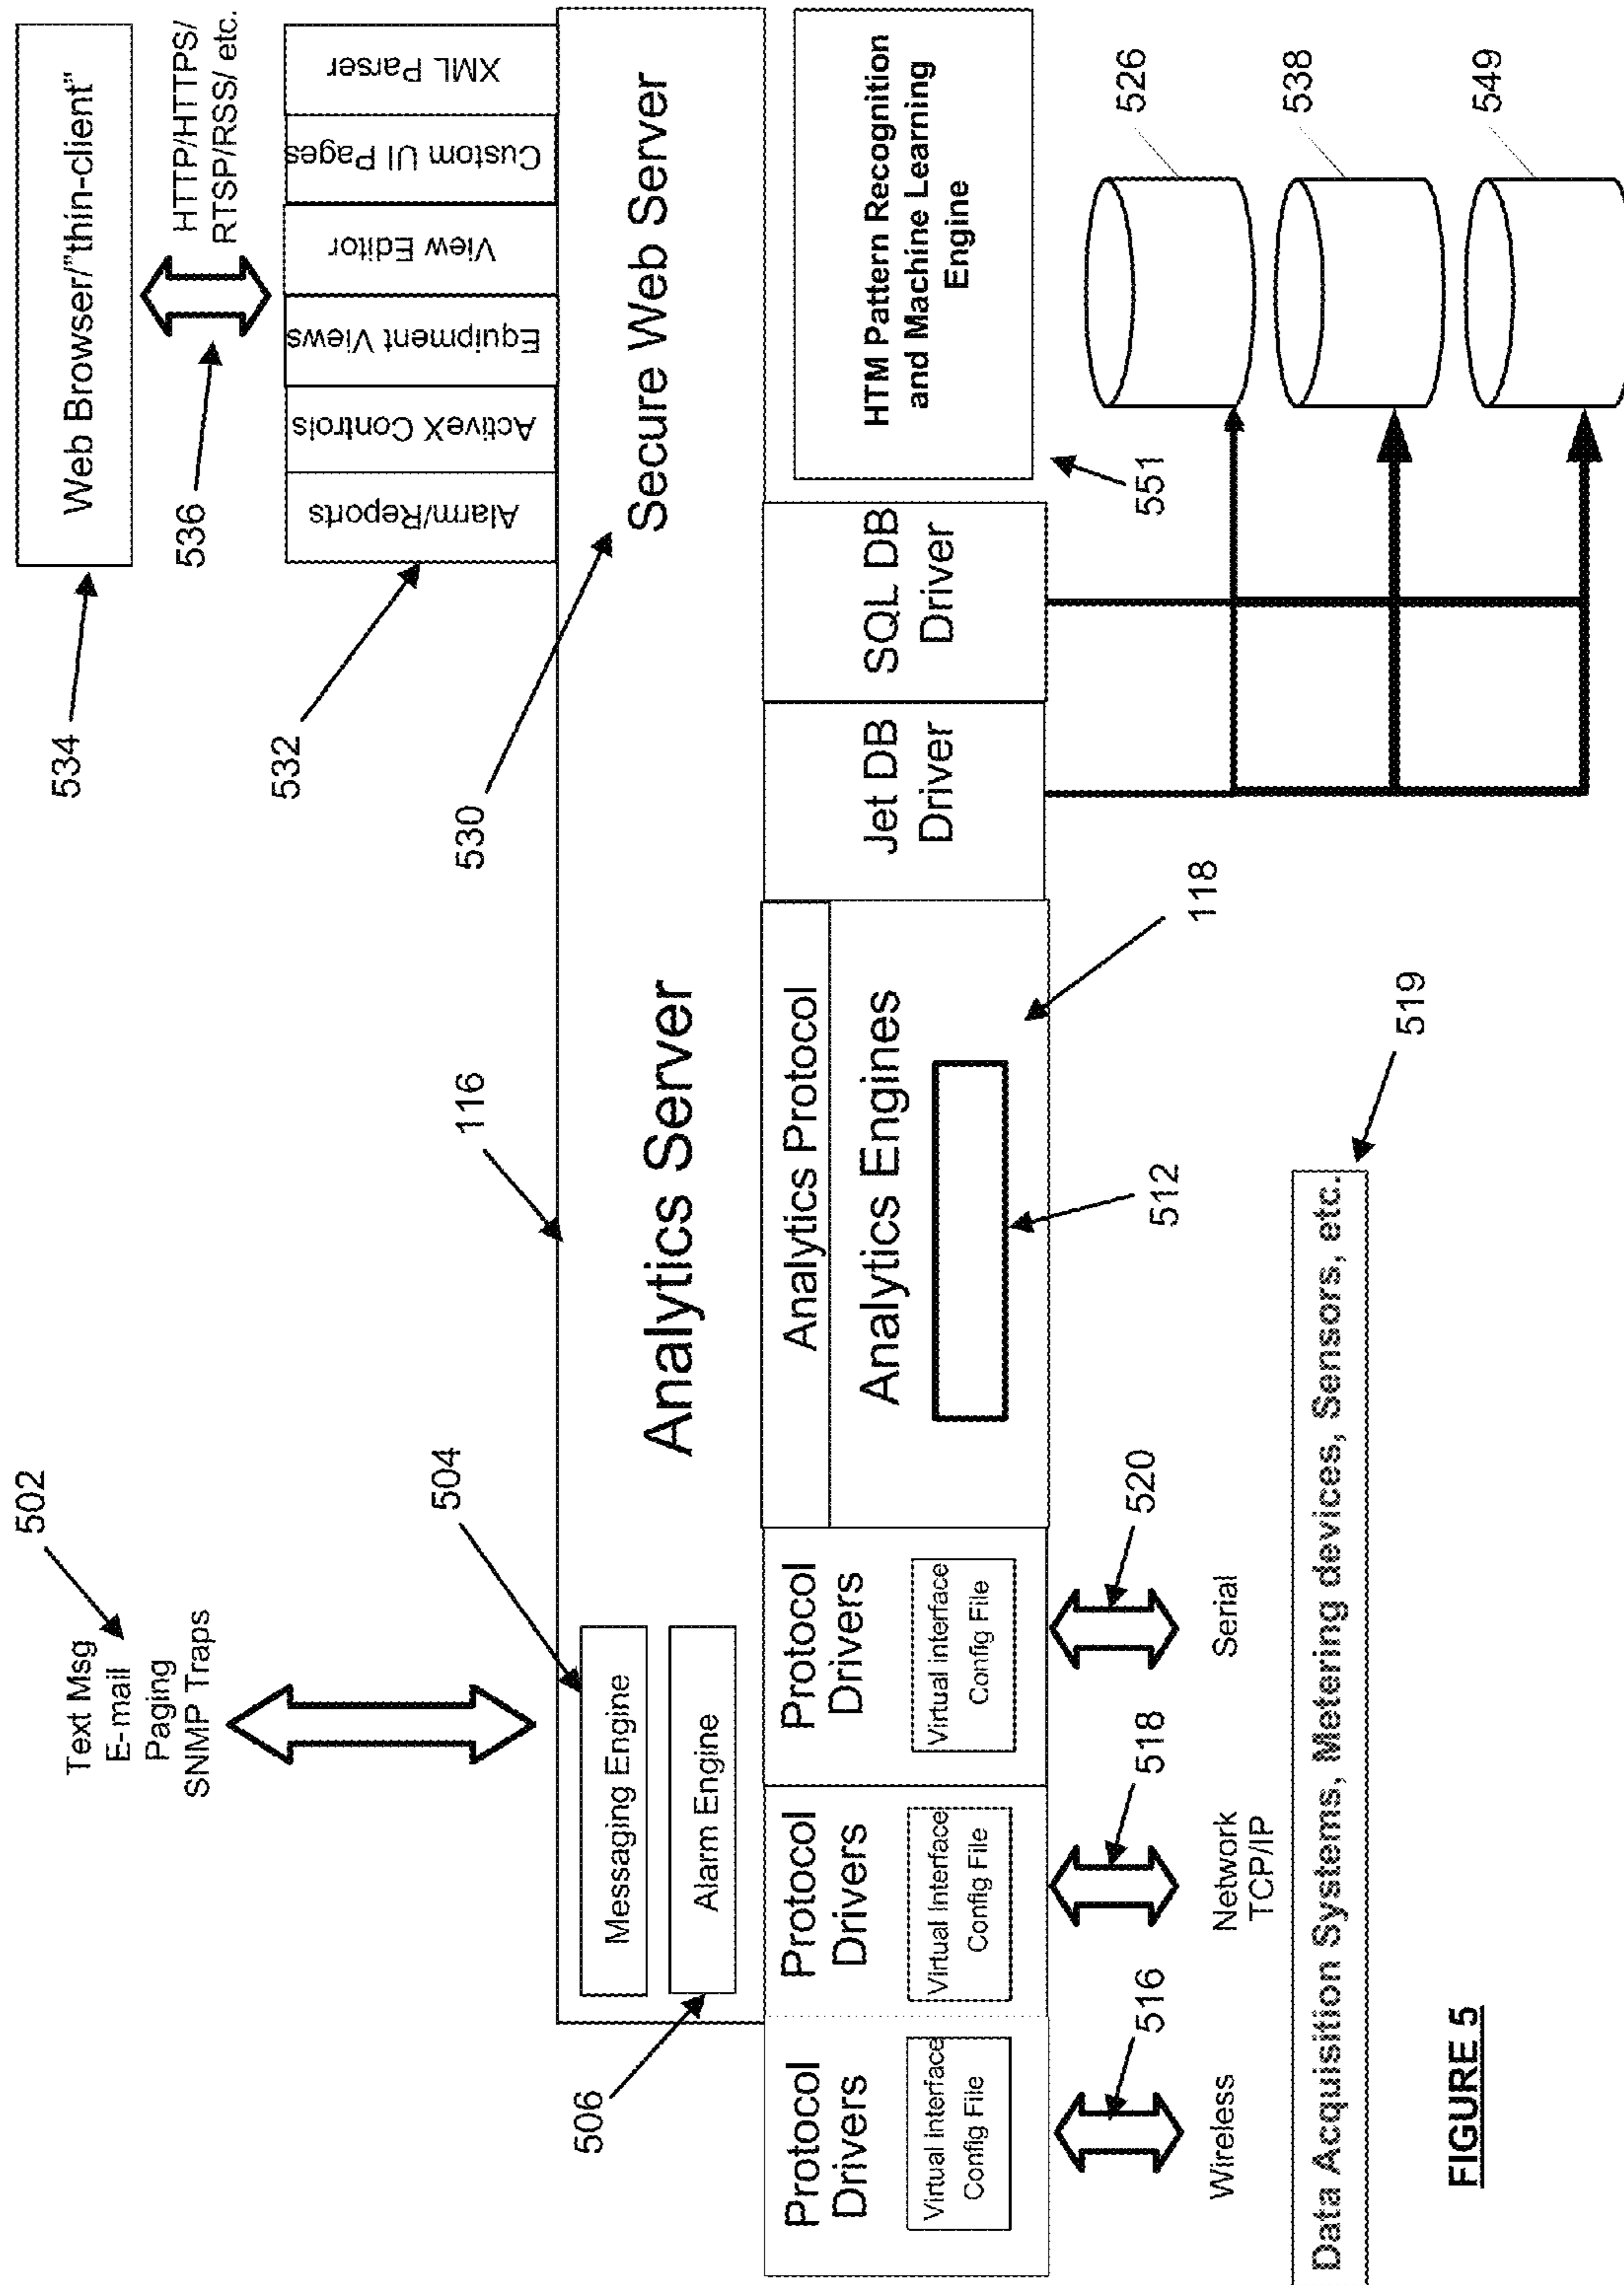 502
Text Msg
E-mail
Paging
SNMP Traps
534
Web Browser/"thin-client"
536
HTTP/HTTPS/
RTSP/RSS/ etc.
532
Alarm/Reports
ActiveX Controls
Equipment Views
View Editor
Custom UI Pages
XML Parser
504
116
530
Messaging Engine
Alarm Engine
506
Analytics Server
Secure Web Server
Protocol
Drivers
Virtual Interface
Config File
Protocol
Drivers
Virtual Interface
Config File
Protocol
Drivers
Virtual interface
Config File
Analytics Protocol
Analytics Engines
512
118
Jet DB
Driver
SQL DB
Driver
HTM Pattern Recognition
and Machine Learning
Engine
551
516
518
520
Wireless
Network
TCP/IP
Serial
526
538
549
519
Data Acquisition Systems, Metering devices, Sensors, etc.
FIGURE 5